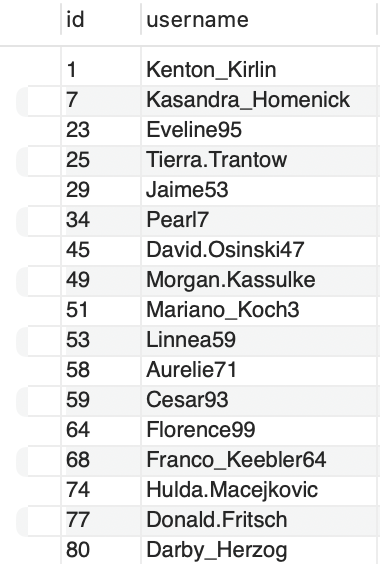 id username
1 Kenton_Kirlin
7 Kasandra_Homenick
23 Eveline95
25 Tierra.Trantow
29 Jaime53
34 Pearl7
45 David.Osinski47
49 Morgan.Kassulke
51 Mariano_Koch3
53 Linnea59
58 Aurelie71
59 Cesar93
64 Florence99
68 Franco_Keebler64
74 Hulda.Macejkovic
77 Donald.Fritsch
80 Darby_Herzog